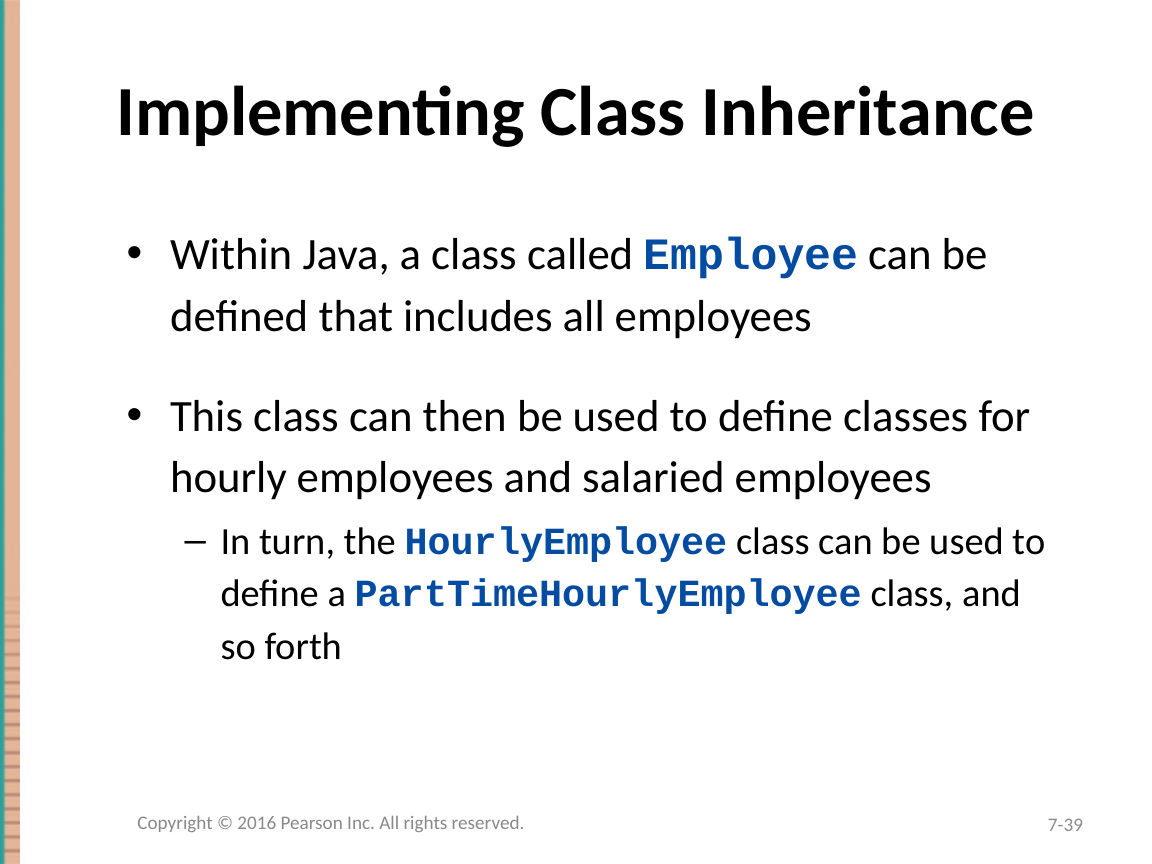 Implementing Class Inheritance
• Within Java, a class called Employee can be
defined that includes all employees
• This class can then be used to define classes for
hourly employees and salaried employees
– In turn, the HourlyEmployee class can be used to
define a PartTimeHourlyEmployee class, and
so forth
Copyright © 2016 Pearson Inc. All rights reserved.
7-39